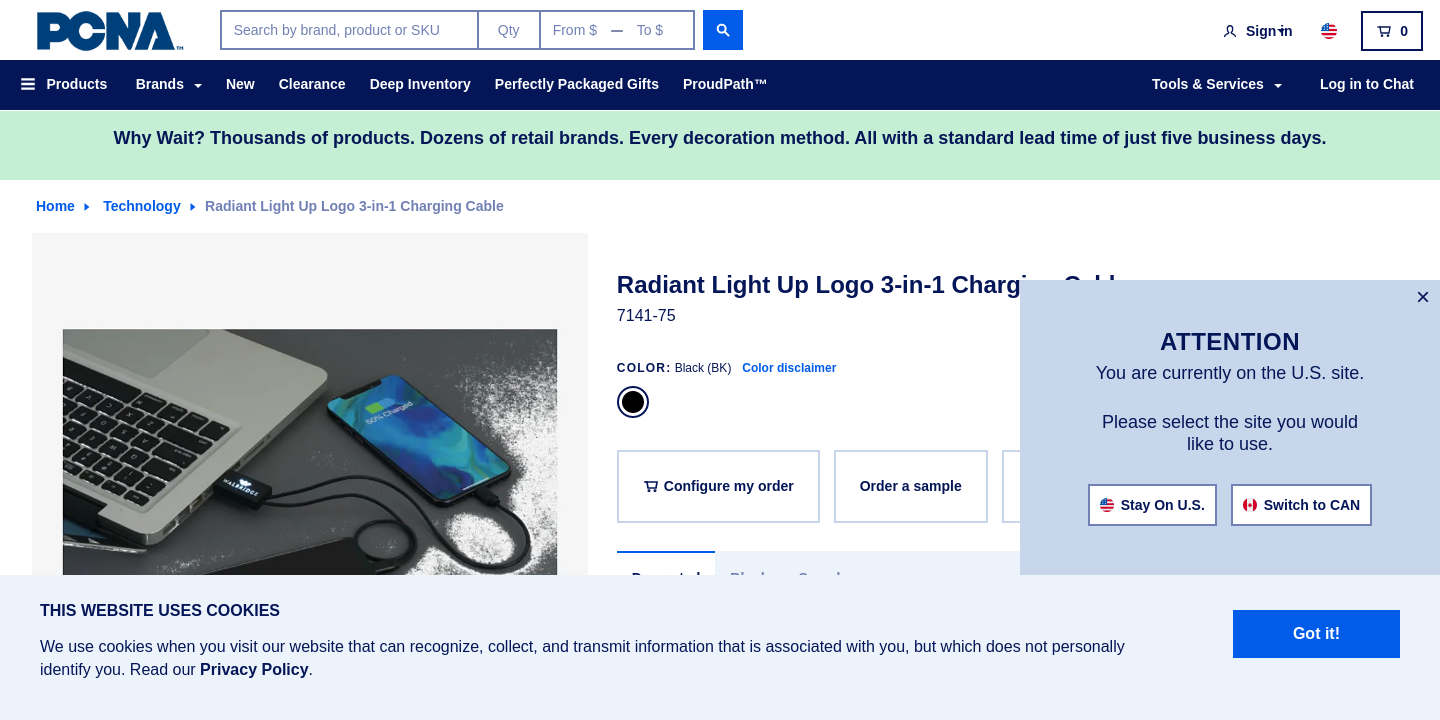 PCNA™
Search by brand, product or SKU
Qty
From $ — To $
Sign in
0
Products
Brands
New
Clearance
Deep Inventory
Perfectly Packaged Gifts
ProudPath™
Tools & Services
Log in to Chat
Why Wait? Thousands of products. Dozens of retail brands. Every decoration method. All with a standard lead time of just five business days.
Home
Technology
Radiant Light Up Logo 3-in-1 Charging Cable
Radiant Light Up Logo 3-in-1 Charging Cable
7141-75
COLOR: Black (BK) Color disclaimer
50% Charged
WALBRIDGE
Configure my order
Order a sample
×
ATTENTION
You are currently on the U.S. site.
Please select the site you would
like to use.
Stay On U.S.
Switch to CAN
THIS WEBSITE USES COOKIES
We use cookies when you visit our website that can recognize, collect, and transmit information that is associated with you, but which does not personally
identify you. Read our Privacy Policy.
Got it!